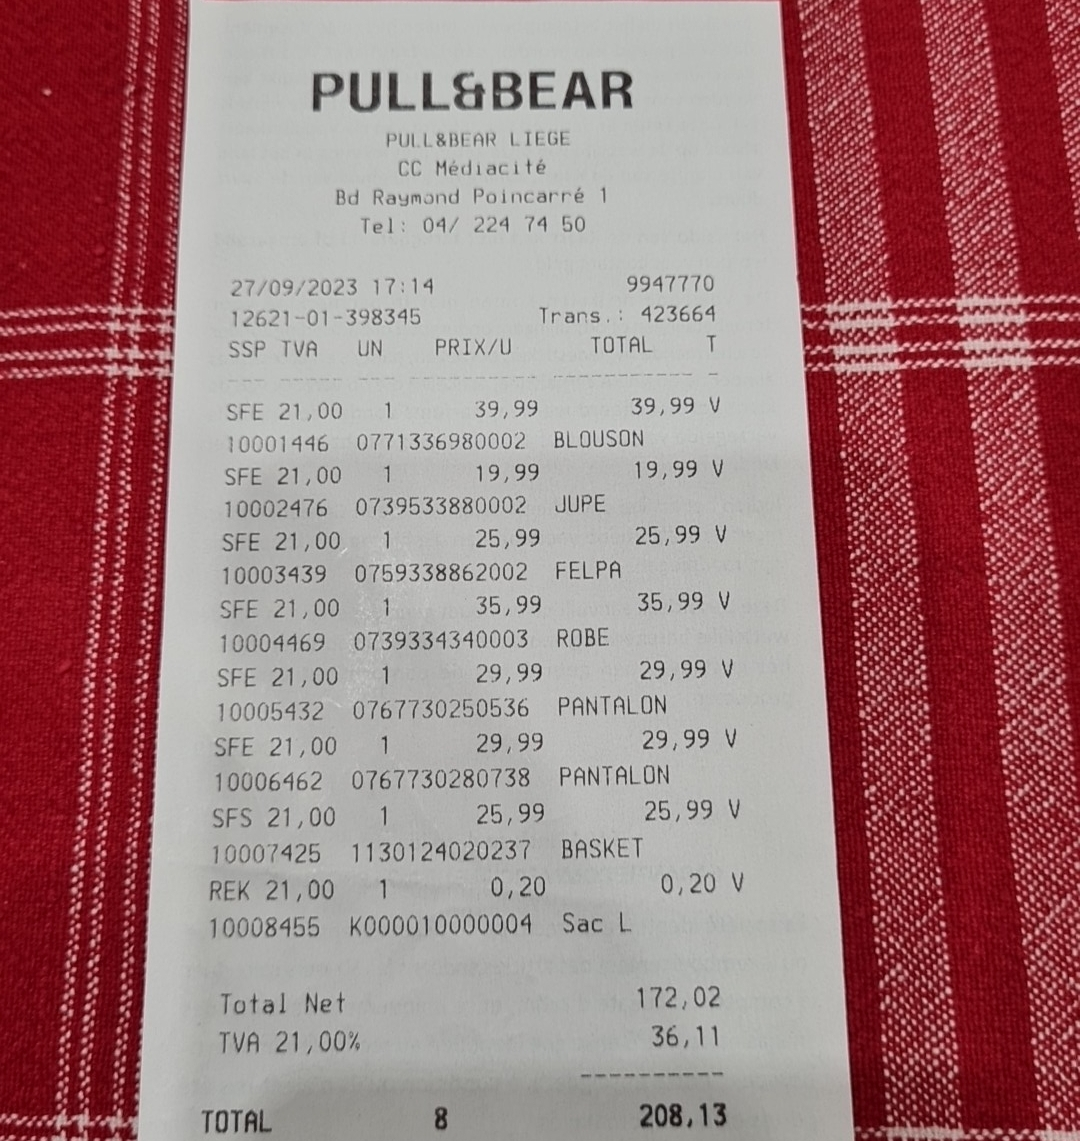 PULL&BEAR
PULL&BEAR LIEGE
CC Médiacité
Bd Raymond Poincarré 1
Tel: 04/ 224 74 50
27/09/2023 17:14 9947770
12621-01-398345 Trans.: 423664
SSP TVA UN PRIX/U TOTAL T
SFE 21,00 1 39,99 39,99 V
10001446 0771336980002 BLOUSON
SFE 21,00 1 19,99 19,99 V
10002476 0739533880002 JUPE
SFE 21,00 1 25,99 25,99 V
10003439 0759338862002 FELPA
SFE 21,00 1 35,99 35,99 V
10004469 0739334340003 ROBE
SFE 21,00 1 29,99 29,99 V
10005432 0767730250536 PANTALON
SFE 21,00 1 29,99 29,99 V
10006462 0767730280738 PANTALON
SFS 21,00 1 25,99 25,99 V
10007425 1130124020237 BASKET
REK 21,00 1 0,20 0,20 V
10008455 K000010000004 Sac L
Total Net 172,02
TVA 21,00% 36,11
TOTAL 8 208,13